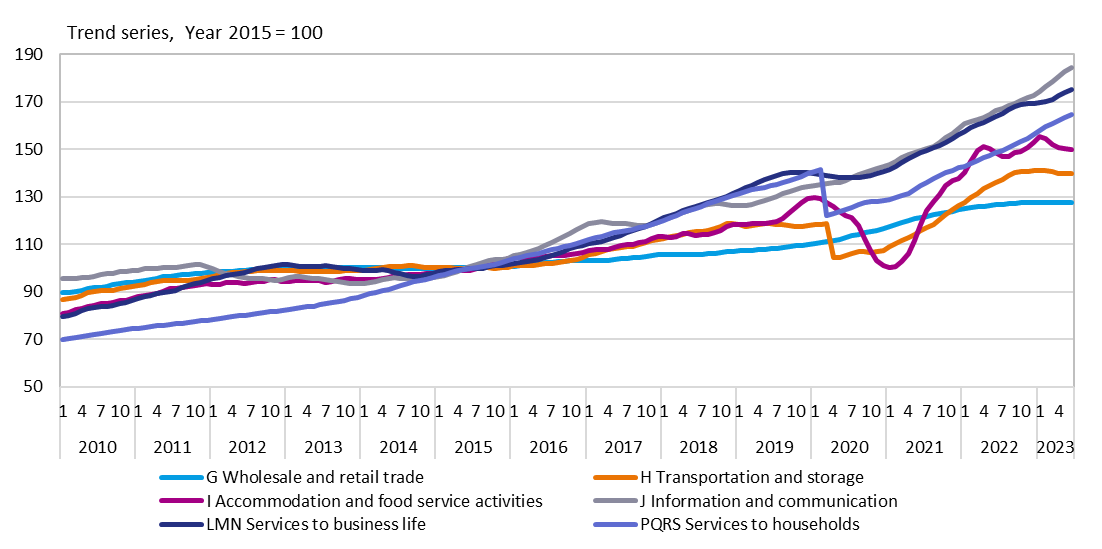 Trend series, Year 2015 = 100
190
170
150
130
110
90
70
50
1 4 7 10 1 4 7 10 1 4 7 10 1 4 7 10 1 4 7 10 1 4 7 10 1 4 7 10 1 4 7 10 1 4 7 10 1 4 7 10 1 4 7 10 1 4 7 10 1 4 7 10 1 4
2010 2011 2012 2013 2014 2015 2016 2017 2018 2019 2020 2021 2022 2023
G Wholesale and retail trade H Transportation and storage
I Accommodation and food service activities J Information and communication
LMN Services to business life PQRS Services to households